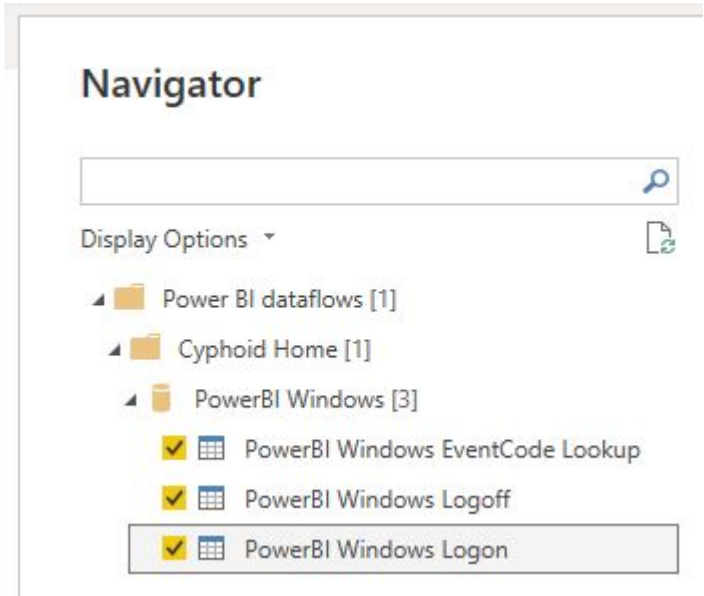 Navigator
Display Options
Power BI dataflows [1]
Cyphoid Home [1]
PowerBI Windows [3]
PowerBI Windows EventCode Lookup
PowerBI Windows Logoff
PowerBI Windows Logon